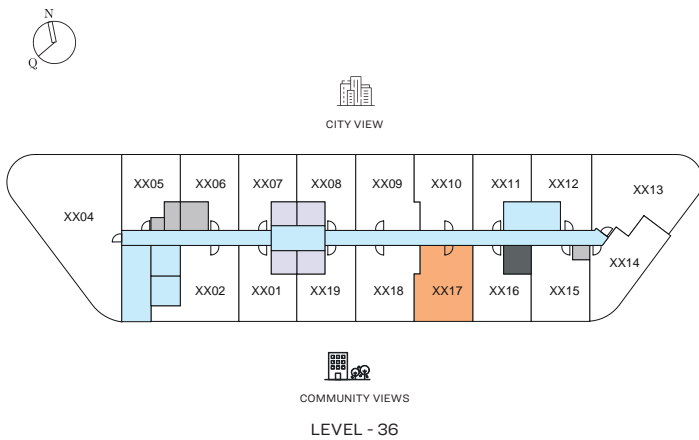 N
Q
CITY VIEW
XX05 XX06 XX07 XX08 XX09 XX10 XX11 XX12 XX13
XX04
XX14
XX02 XX01 XX19 XX18 XX17 XX16 XX15
COMMUNITY VIEWS
LEVEL - 36